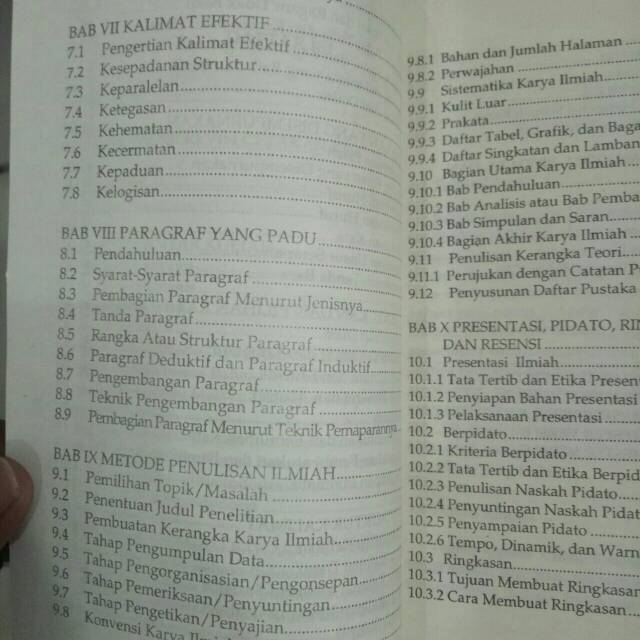 BAB VII KALIMAT EFEKTIF
7.1 Pengertian Kalimat Efektif
7.2 Kesepadanan Struktur
7.3 Keparalelan
7.4 Ketegasan
7.5 Kehematan
7.6 Kecermatan
7.7 Kepaduan
7.8 Kelogisan
BAB VIII PARAGRAF YANG PADU
8.1 Pendahuluan
8.2 Syarat-Syarat Paragraf
8.3 Pembagian Paragraf Menurut Jenisnya
8.4 Tanda Paragraf
8.5 Rangka Atau Struktur Paragraf
8.6 Paragraf Deduktif dan Paragraf Induktif
8.7 Pengembangan Paragraf
8.8 Teknik Pengembangan Paragraf
8.9 Pembagian Paragraf Menurut Teknik Pemaparannya
BAB IX METODE PENULISAN ILMIAH
9.1 Pemilihan Topik/Masalah
9.2 Penentuan Judul Penelitian
9.3 Pembuatan Kerangka Karya Ilmiah
9.4 Tahap Pengumpulan Data
9.5 Tahap Pengorganisasian/Pengonsepan
9.6 Tahap Pemeriksaan/Penyuntingan
9.7 Tahap Pengetikan/Penyajian
9.8 Konvensi Karya
9.8.1 Bahan dan Jumlah Halaman
9.8.2 Perwajahan
9.9 Sistematika Karya Ilmiah
9.9.1 Kulit Luar
9.9.2 Prakata
9.9.3 Daftar Tabel, Grafik, dan Baga
9.9.4 Daftar Singkatan dan Lamban
9.10 Bagian Utama Karya Ilmiah
9.10.1 Bab Pendahuluan
9.10.2 Bab Analisis atau Bab Pemba
9.10.3 Bab Simpulan dan Saran
9.10.4 Bagian Akhir Karya Ilmiah
9.11 Penulisan Kerangka Teori
9.11.1 Perujukan dengan Catatan P
9.12 Penyusunan Daftar Pustaka
BAB X PRESENTASI, PIDATO, RIN
DAN RESENSI
10.1 Presentasi Ilmiah
10.1.1 Tata Tertib dan Etika Presen
10.1.2 Penyiapan Bahan Presentasi
10.1.3 Pelaksanaan Presentasi
10.2 Berpidato
10.2.1 Kriteria Berpidato
10.2.2 Tata Tertib dan Etika Berpid
10.2.3 Penulisan Naskah Pidato
10.2.4 Penyuntingan Naskah Pidat
10.2.5 Penyampaian Pidato
10.2.6 Tempo, Dinamik, dan Warn
10.3 Ringkasan
10.3.1 Tujuan Membuat Ringkasan
10.3.2 Cara Membuat Ringkasan